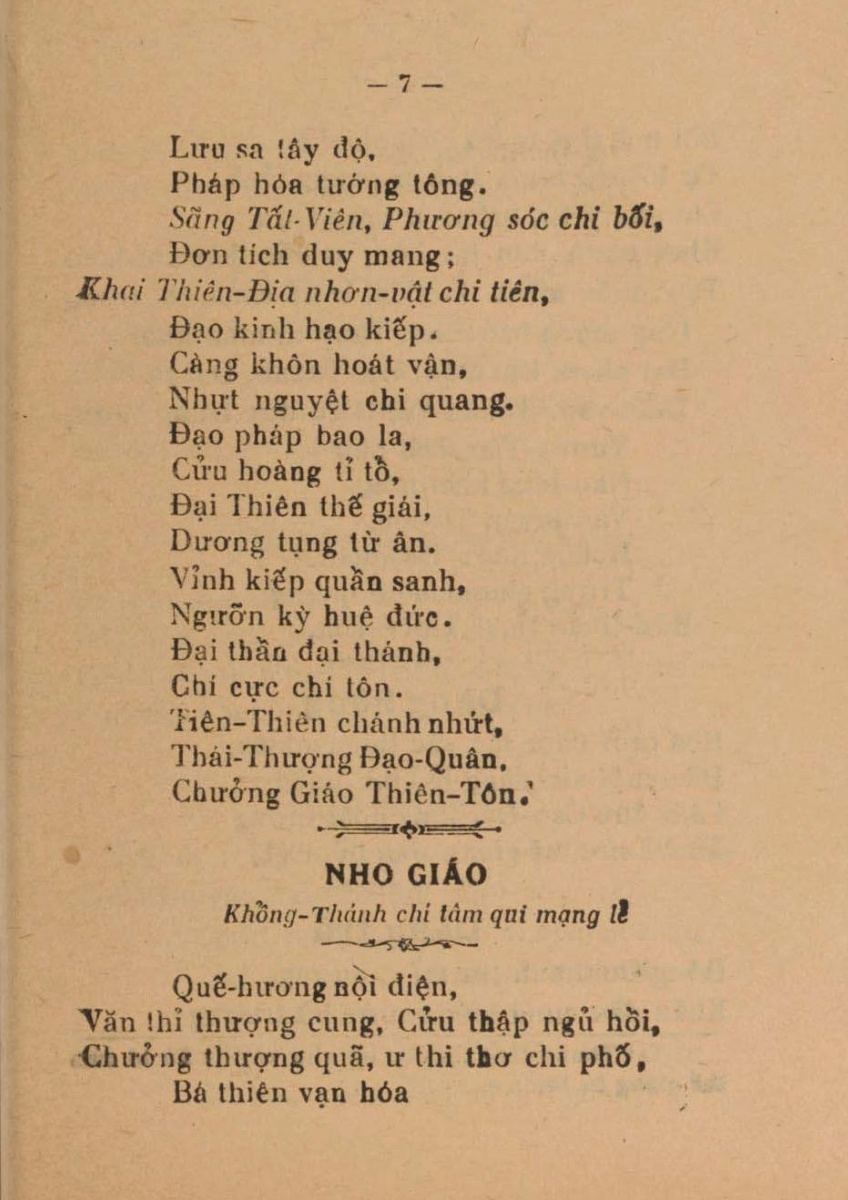 — 7 —
Lưu sa tây độ,
Pháp hóa tướng tông.
Sãng Tất-Viên, Phương sóc chi bối,
Đơn tích duy mang;
Khai Thiên-Địa nhơn-vật chi tiên,
Đạo kinh hạo kiếp.
Càng khôn hoát vận,
Nhựt nguyệt chi quang.
Đạo pháp bao la,
Cửu hoàng tỉ tồ,
Đại Thiên thế giái,
Dương tụng từ ân.
Vỉnh kiếp quần sanh,
Ngưỡn kỳ huệ đức.
Đại thần đại thánh,
Chí cực chí tôn.
Tiên-Thiên chánh nhứt,
Thái-Thượng Đạo-Quân,
Chưởng Giáo Thiên-Tôn.
NHO GIÁO
Khồng-Thánh chí tâm qui mạng lễ
Quế-hương nội điện,
Văn thỉ thượng cung, Cửu thập ngủ hồi,
Chưởng thượng quã, ư thi thơ chi phố,
Bá thiên vạn hóa